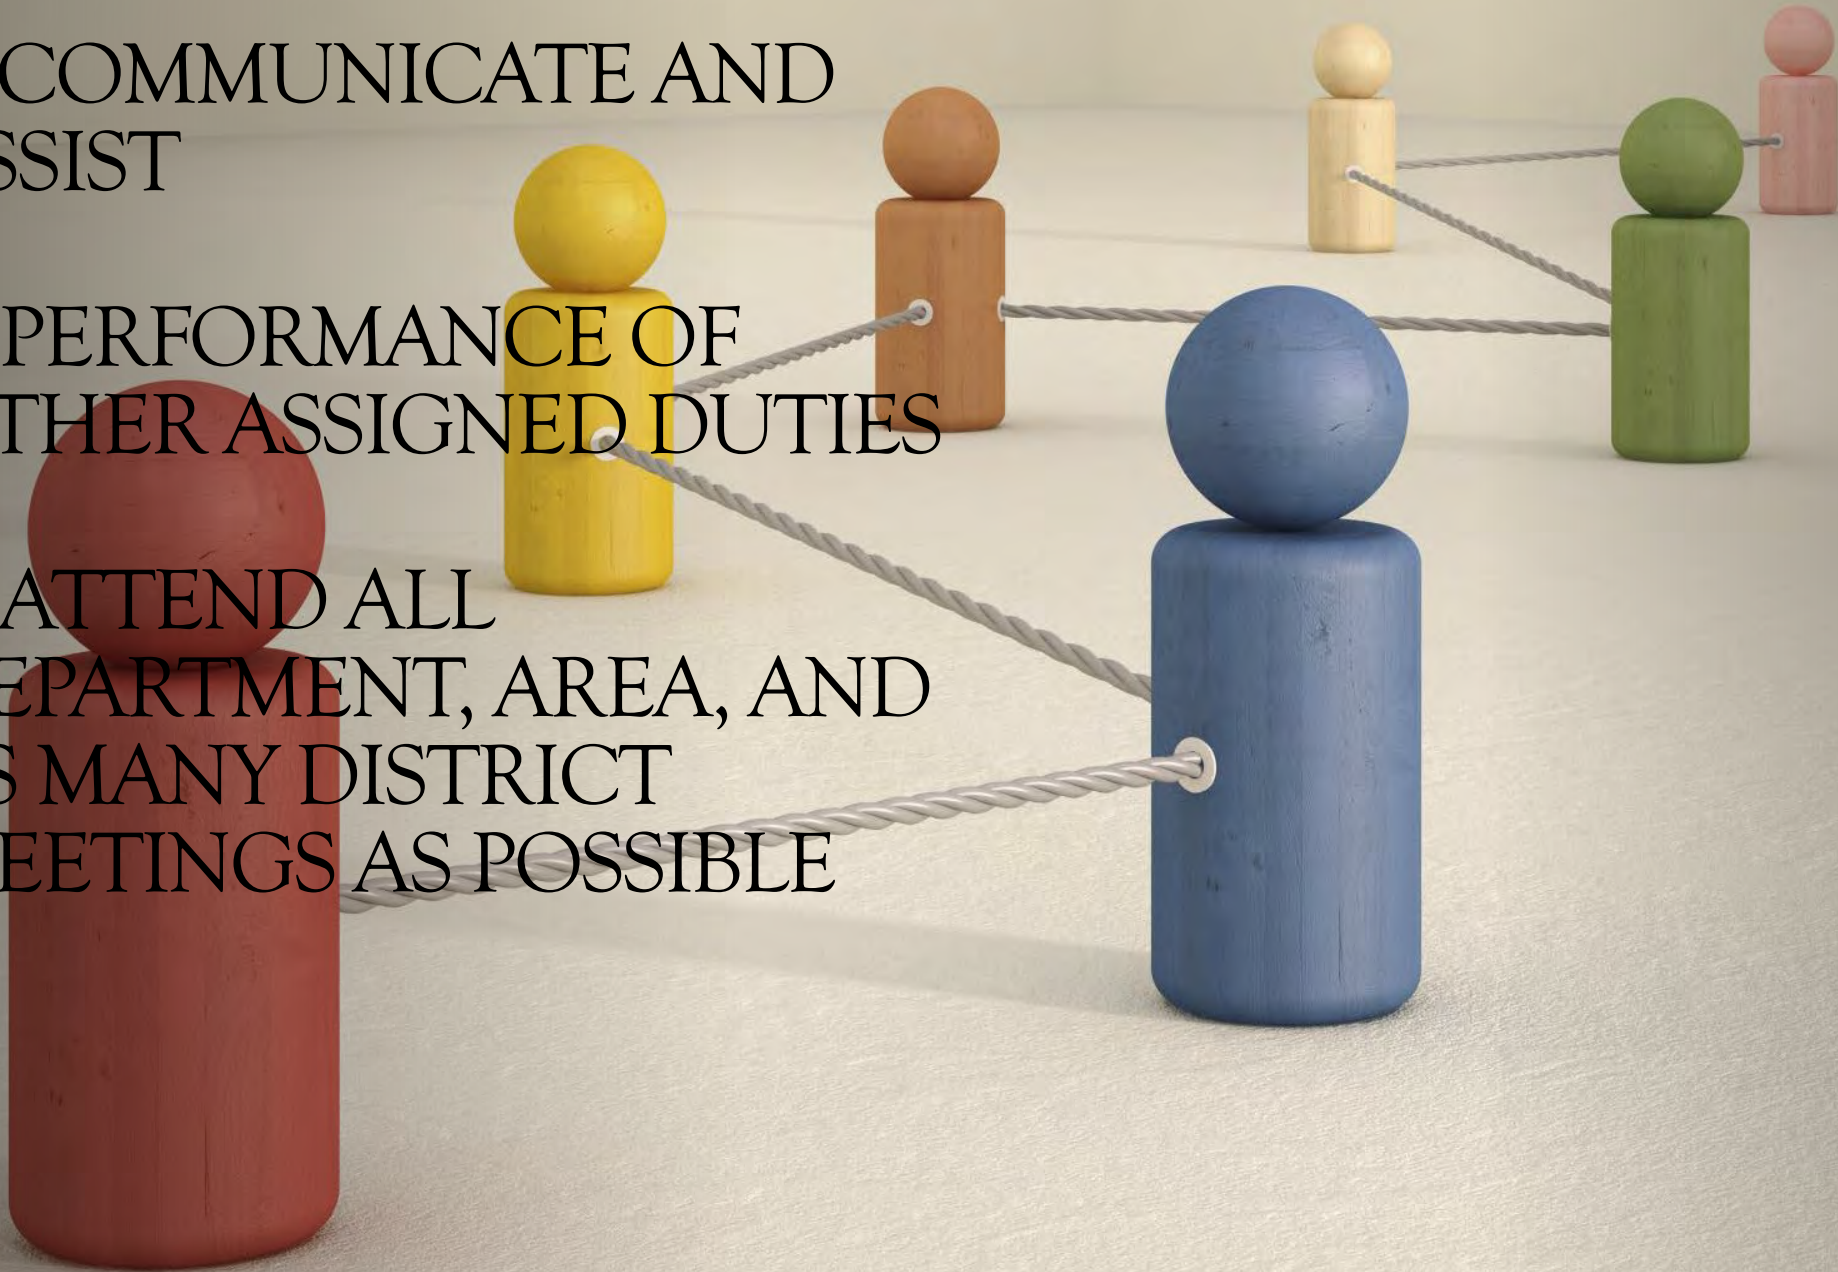 COMMUNICATE AND
SSIST
PERFORMANCE OF
THER ASSIGNED DUTIES
ATTEND ALL
EPARTMENT, AREA, AND
S MANY DISTRICT
EETINGS AS POSSIBLE